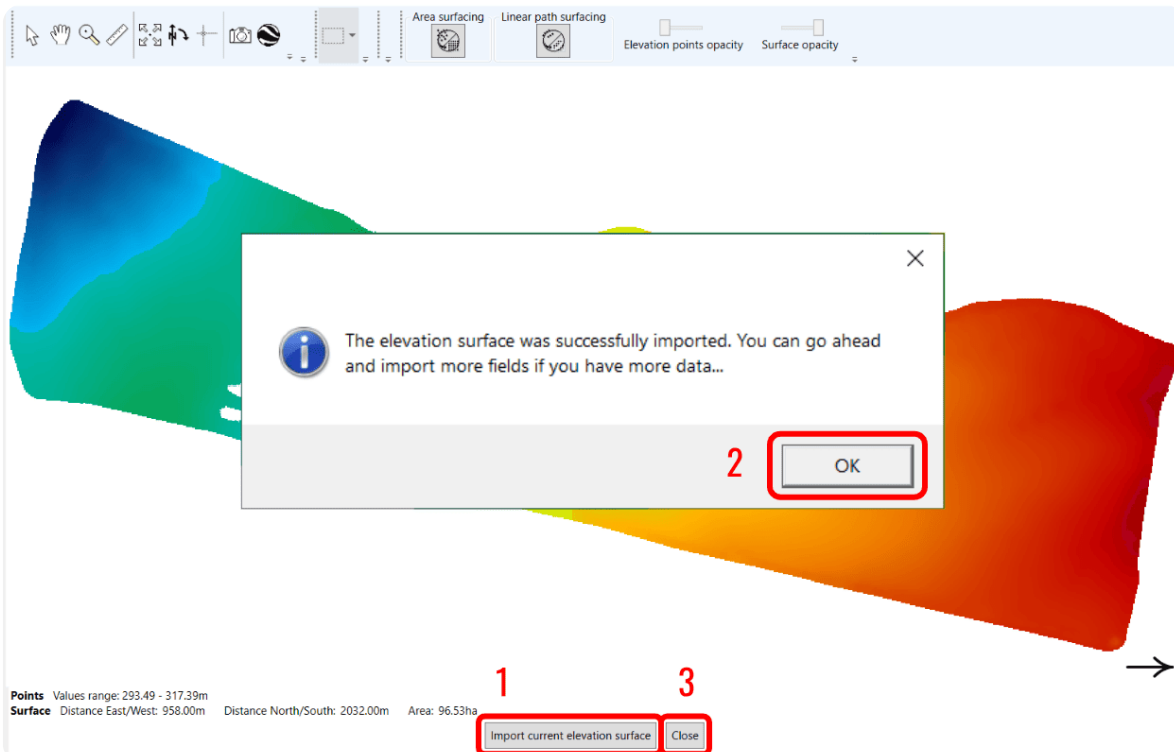 Area surfacing
Linear path surfacing
Elevation points opacity
Surface opacity
The elevation surface was successfully imported. You can go ahead
and import more fields if you have more data...
2
OK
1
3
Points Values range: 293.49 - 317.39m
Surface Distance East/West: 958.00m Distance North/South: 2032.00m Area: 96.53ha
Import current elevation surface
Close